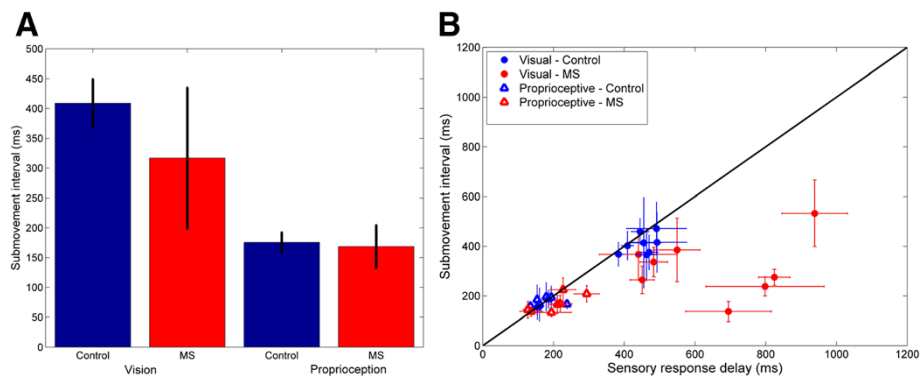 A
Submovement interval (ms)
500
450
400
350
300
250
200
150
100
50
0
Control
MS
Control
MS
Vision
Proprioception
B
Submovement interval (ms)
1200
1000
800
600
400
200
0
Visual - Control
Visual - MS
Proprioceptive - Control
Proprioceptive - MS
0
200
400
600
800
1000
1200
Sensory response delay (ms)